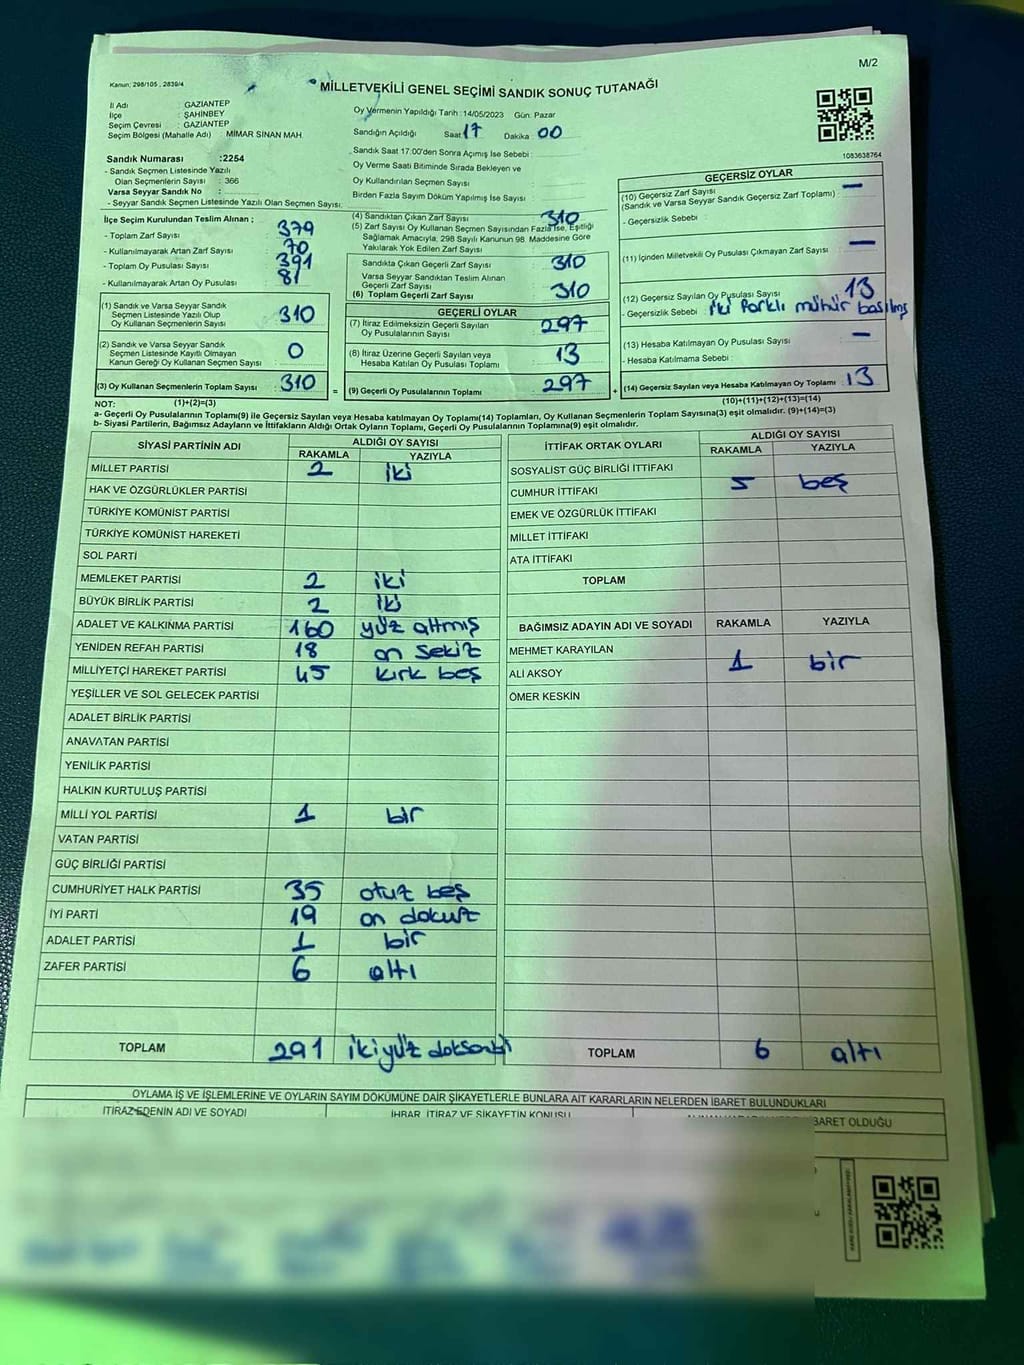 M/2
Kanun: 298/105 , 2839/4
MİLLETVEKİLİ GENEL SEÇİMİ SANDIK SONUÇ TUTANAĞI
İl Adı : GAZİANTEP
İlçe : ŞAHİNBEY
Seçim Çevresi : GAZİANTEP
Seçim Bölgesi (Mahalle Adı) : MİMAR SİNAN MAH.
Sandık Numarası :2254
- Sandık Seçmen Listesinde Yazılı
Olan Seçmenlerin Sayısı : 366
Varsa Seyyar Sandık No :
- Seyyar Sandık Seçmen Listesinde Yazılı Olan Seçmen Sayısı:
Oy Vermenin Yapıldığı Tarih : 14/05/2023 Gün: Pazar
Sandığın Açıldığı Saat 17 Dakika 00
Sandık Saat 17:00'den Sonra Açımış İse Sebebi :
Oy Verme Saati Bitiminde Sırada Bekleyen ve
Oy Kullandırılan Seçmen Sayısı :
Birden Fazla Sayım Döküm Yapılmış İse Sayısı :
1083638764
İlçe Seçim Kurulundan Teslim Alınan ;
- Toplam Zarf Sayısı : 379
- Kullanılmayarak Artan Zarf Sayısı : 70
- Toplam Oy Pusulası Sayısı : 391
- Kullanılmayarak Artan Oy Pusulası : 81
(4) Sandıktan Çıkan Zarf Sayısı 310
(5) Zarf Sayısı Oy Kullanan Seçmen Sayısından Fazla İse, Eşitliği
Sağlamak Amacıyla, 298 Sayılı Kanunun 98. Maddesine Göre
Yakılarak Yok Edilen Zarf Sayısı :
Sandıkta Çıkan Geçerli Zarf Sayısı 310
Varsa Seyyar Sandıktan Teslim Alınan
Geçerli Zarf Sayısı :
(6) Toplam Geçerli Zarf Sayısı 310
GEÇERSİZ OYLAR
(10) Geçersiz Zarf Sayısı —
(Sandık ve Varsa Seyyar Sandık Geçersiz Zarf Toplamı) :
- Geçersizlik Sebebi :
(11) İçinden Milletvekili Oy Pusulası Çıkmayan Zarf Sayısı —
(12) Geçersiz Sayılan Oy Pusulası Sayısı 13
- Geçersizlik Sebebi : iki Farklı mühür basılmış
(13) Hesaba Katılmayan Oy Pusulası Sayısı —
- Hesaba Katılmama Sebebi :
(14) Geçersiz Sayılan veya Hesaba Katılmayan Oy Toplamı : 13
(10)+(11)+(12)+(13)=(14)
(1) Sandık ve Varsa Seyyar Sandık
Seçmen Listesinde Yazılı Olup
Oy Kullanan Seçmenlerin Sayısı 310
(2) Sandık ve Varsa Seyyar Sandık
Seçmen Listesinde Kayıtlı Olmayan
Kanun Gereği Oy Kullanan Seçmen Sayısı 0
(3) Oy Kullanan Seçmenlerin Toplam Sayısı 310
(1)+(2)=(3)
GEÇERLİ OYLAR
(7) İtiraz Edilmeksizin Geçerli Sayılan
Oy Pusulalarının Sayısı : 297
(8) İtiraz Üzerine Geçerli Sayılan veya
Hesaba Katılan Oy Pusulası Toplamı 13
= (9) Geçerli Oy Pusulalarının Toplamı 297 +
NOT:
a- Geçerli Oy Pusulalarının Toplamı(9) ile Geçersiz Sayılan veya Hesaba katılmayan Oy Toplamı(14) Toplamları, Oy Kullanan Seçmenlerin Toplam Sayısına(3) eşit olmalıdır. (9)+(14)=(3)
b- Siyasi Partilerin, Bağımsız Adayların ve İttifakların Aldığı Ortak Oyların Toplamı, Geçerli Oy Pusulalarının Toplamına(9) eşit olmalıdır.
SİYASİ PARTİNİN ADI ALDIĞI OY SAYISI
RAKAMLA YAZIYLA
MİLLET PARTİSİ 2 iki
HAK VE ÖZGÜRLÜKLER PARTİSİ
TÜRKİYE KOMÜNİST PARTİSİ
TÜRKİYE KOMÜNİST HAREKETİ
SOL PARTİ
MEMLEKET PARTİSİ 2 iki
BÜYÜK BİRLİK PARTİSİ 2 iki
ADALET VE KALKINMA PARTİSİ 160 yüz altmış
YENİDEN REFAH PARTİSİ 18 on sekiz
MİLLİYETÇİ HAREKET PARTİSİ 45 kırk beş
YEŞİLLER VE SOL GELECEK PARTİSİ
ADALET BİRLİK PARTİSİ
ANAVATAN PARTİSİ
YENİLİK PARTİSİ
HALKIN KURTULUŞ PARTİSİ
MİLLİ YOL PARTİSİ 1 bir
VATAN PARTİSİ
GÜÇ BİRLİĞİ PARTİSİ
CUMHURİYET HALK PARTİSİ 35 otuz beş
İYİ PARTİ 19 on dokuz
ADALET PARTİSİ 1 bir
ZAFER PARTİSİ 6 altı
TOPLAM 291 ikiyüz doksanbi
İTTİFAK ORTAK OYLARI ALDIĞI OY SAYISI
RAKAMLA YAZIYLA
SOSYALİST GÜÇ BİRLİĞİ İTTİFAKI
CUMHUR İTTİFAKI 5 beş
EMEK VE ÖZGÜRLÜK İTTİFAKI
MİLLET İTTİFAKI
ATA İTTİFAKI
TOPLAM
BAĞIMSIZ ADAYIN ADI VE SOYADI RAKAMLA YAZIYLA
MEHMET KARAYILAN
ALİ AKSOY 1 bir
ÖMER KESKİN
TOPLAM 6 altı
OYLAMA İŞ VE İŞLEMLERİNE VE OYLARIN SAYIM DÖKÜMÜNE DAİR ŞİKAYETLERLE BUNLARA AİT KARARLARIN NELERDEN İBARET BULUNDUKLARI
İTİRAZ EDENİN ADI VE SOYADI İHBAR, İTİRAZ VE ŞİKAYETİN KONUSU İBARET OLDUĞU